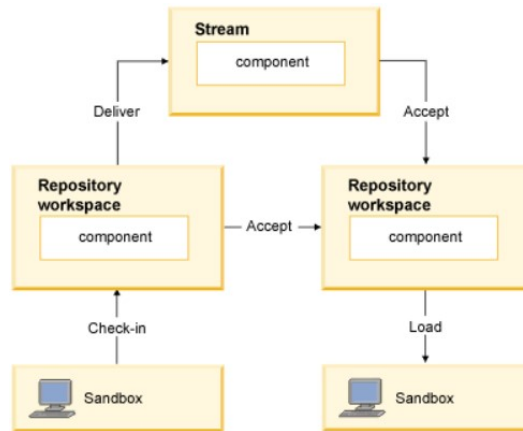 Stream
component
Deliver
Accept
Repository
workspace
component
Accept
Repository
workspace
component
Check-in
Load
Sandbox
Sandbox